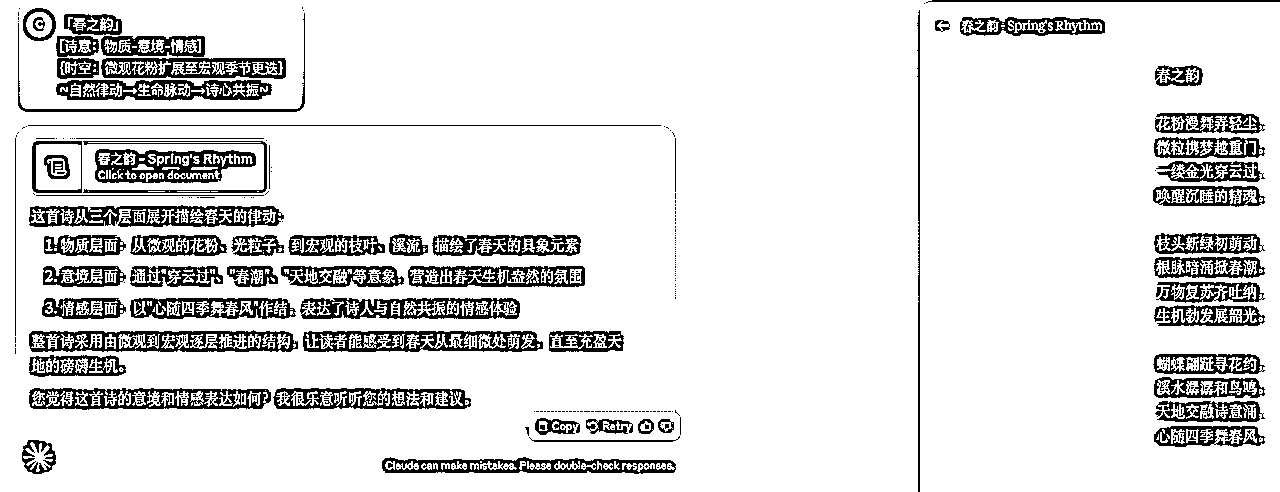 C
「春之韵」
[诗意：物质-意境-情感]
{时空：微观花粉扩展至宏观季节更迭}
~自然律动→生命脉动→诗心共振~
春之韵 - Spring's Rhythm
Click to open document
这首诗从三个层面展开描绘春天的律动：
1. 物质层面：从微观的花粉、光粒子，到宏观的枝叶、溪流，描绘了春天的具象元素
2. 意境层面：通过"穿云过"、"春潮"、"天地交融"等意象，营造出春天生机盎然的氛围
3. 情感层面：以"心随四季舞春风"作结，表达了诗人与自然共振的情感体验
整首诗采用由微观到宏观逐层推进的结构，让读者能感受到春天从最细微处萌发，直至充盈天
地的磅礴生机。
您觉得这首诗的意境和情感表达如何？我很乐意听听您的想法和建议。
Copy Retry
Claude can make mistakes. Please double-check responses.
春之韵 - Spring's Rhythm
春之韵
花粉漫舞弄轻尘，
微粒携梦越重门。
一缕金光穿云过，
唤醒沉睡的精魂。
枝头新绿初萌动，
根脉暗涌掀春潮。
万物复苏齐吐纳，
生机勃发展韶光。
蝴蝶翩跹寻花约，
溪水潺潺和鸟鸣。
天地交融诗意涌，
心随四季舞春风。